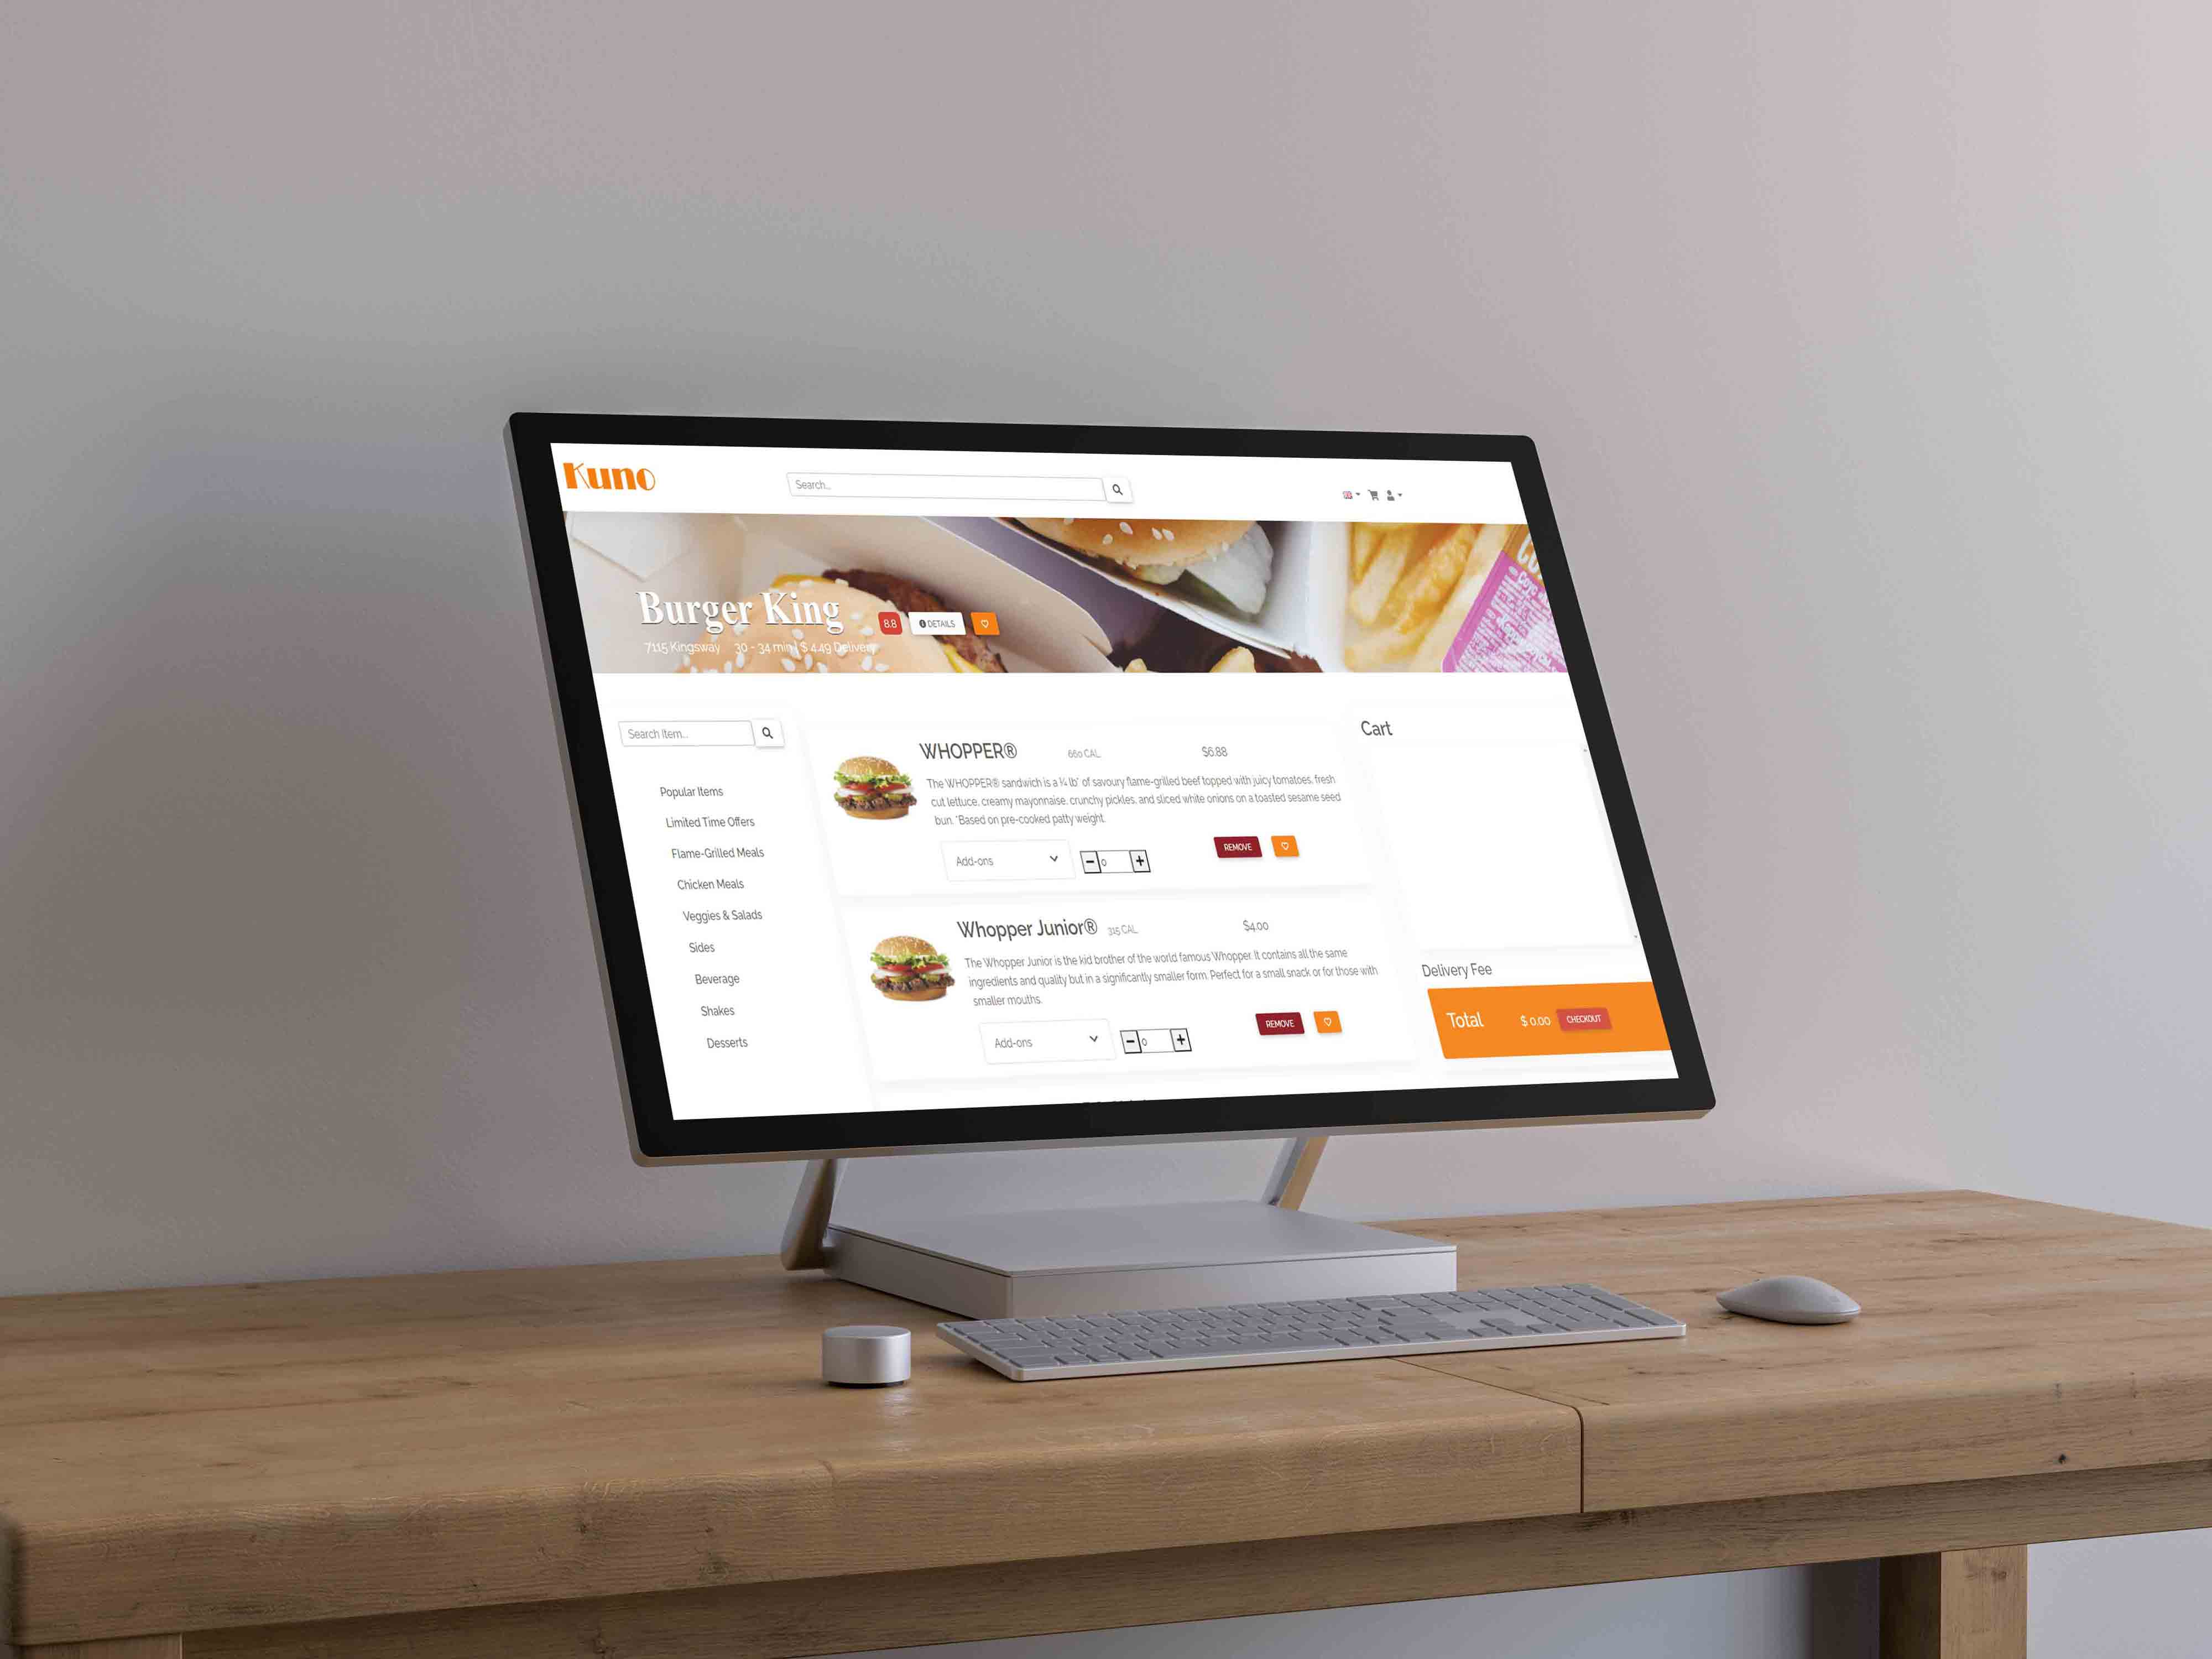 Kuno
Search...
Burger King
8.8
DETAILS
7115 Kingsway 30 - 34 min | $ 4.49 Delivery
Search Item...
Popular Items
Limited Time Offers
Flame-Grilled Meals
Chicken Meals
Veggies & Salads
Sides
Beverage
Shakes
Desserts
WHOPPER® 660 CAL $6.88
The WHOPPER® sandwich is a ¼ lb* of savoury flame-grilled beef topped with juicy tomatoes, fresh
cut lettuce, creamy mayonnaise, crunchy pickles, and sliced white onions on a toasted sesame seed
bun. *Based on pre-cooked patty weight.
Add-ons
0
REMOVE
Whopper Junior® 315 CAL $4.00
The Whopper Junior is the kid brother of the world famous Whopper. It contains all the same
ingredients and quality but in a significantly smaller form. Perfect for a small snack or for those with
smaller mouths.
Add-ons
0
REMOVE
Cart
Delivery Fee
Total $ 0.00 CHECKOUT